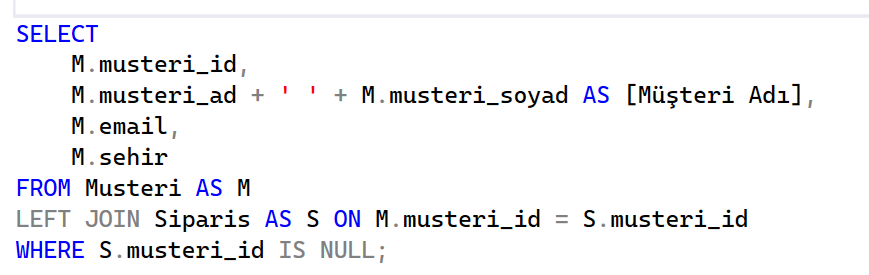 SELECT
    M.musteri_id,
    M.musteri_ad + ' ' + M.musteri_soyad AS [Müşteri Adı],
    M.email,
    M.sehir
FROM Musteri AS M
LEFT JOIN Siparis AS S ON M.musteri_id = S.musteri_id
WHERE S.musteri_id IS NULL;